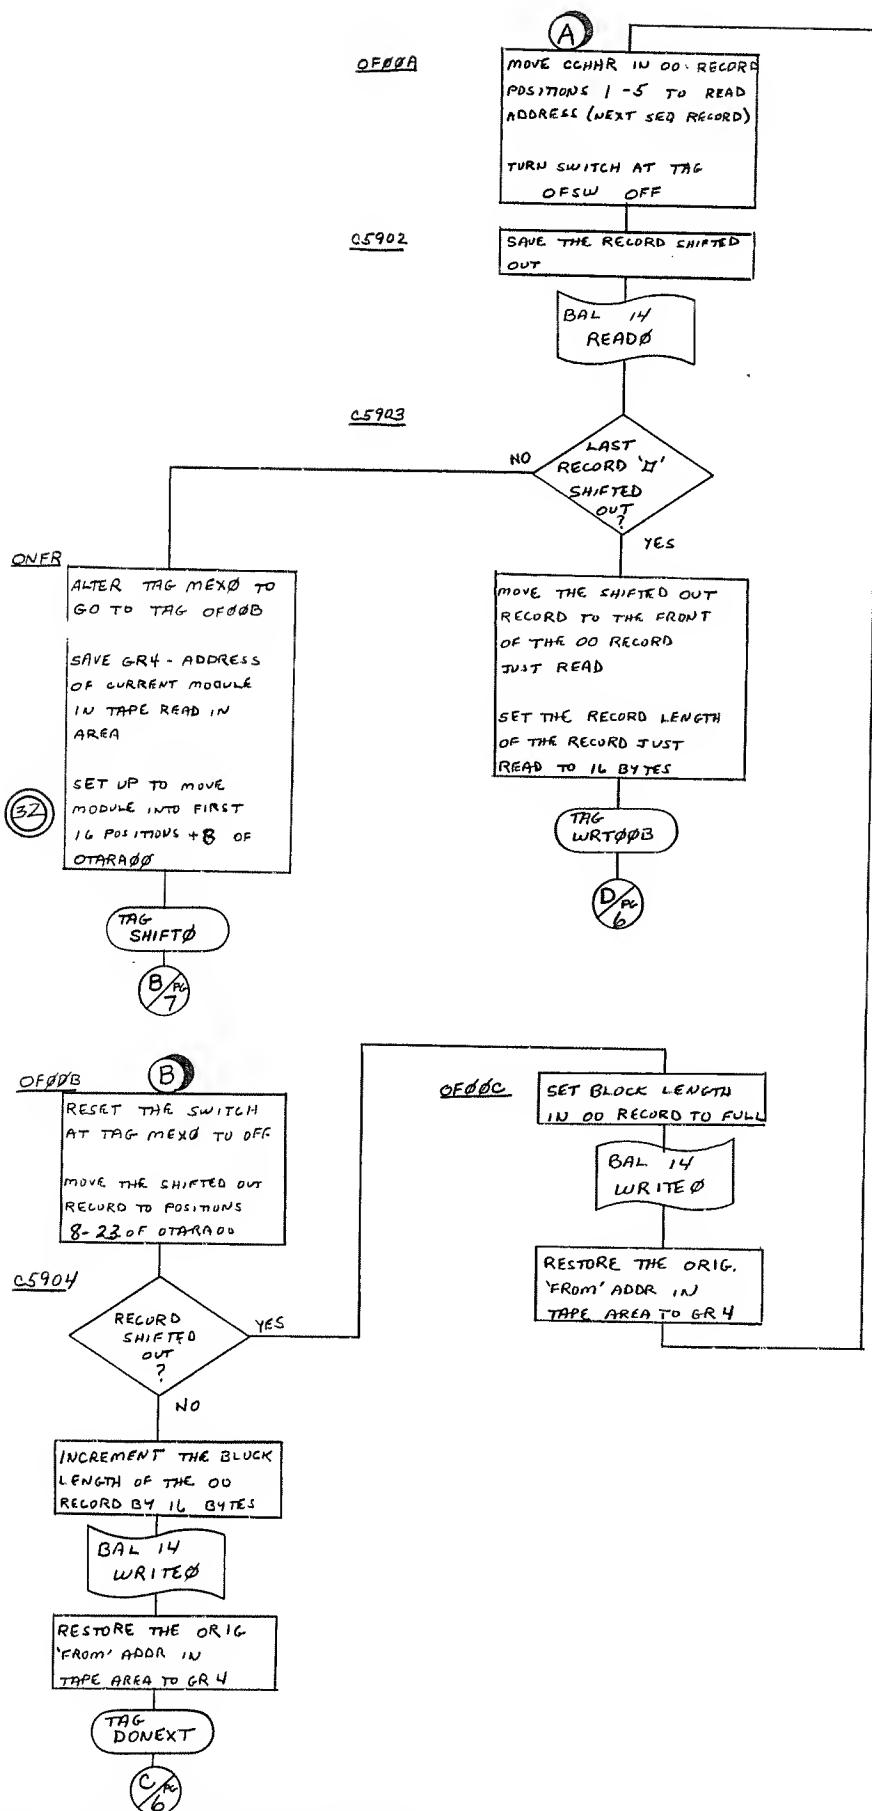 A
OFØØA
MOVE CCHHR IN 00 RECORD
POSITIONS 1-5 TO READ
ADDRESS (NEXT SEQ RECORD)
TURN SWITCH AT TAG
OFSW OFF
C5902
SAVE THE RECORD SHIFTED
OUT
BAL 14
READØ
C5903
LAST
RECORD '¤'
SHIFTED
OUT
?
NO
YES
ONFR
ALTER TAG MEXØ TO
GO TO TAG OFØØB
SAVE GR4 - ADDRESS
OF CURRENT MODULE
IN TAPE READ IN
AREA
SET UP TO MOVE
MODULE INTO FIRST
16 POSITIONS +8 OF
OTARAØØ
32
TAG
SHIFTØ
B/PG
7
MOVE THE SHIFTED OUT
RECORD TO THE FRONT
OF THE 00 RECORD
JUST READ
SET THE RECORD LENGTH
OF THE RECORD JUST
READ TO 16 BYTES
TAG
WRTØØB
D/PG
6
B
OFØØB
RESET THE SWITCH
AT TAG MEXØ TO OFF
MOVE THE SHIFTED OUT
RECORD TO POSITIONS
8-23 OF OTARA00
C5904
RECORD
SHIFTED
OUT
?
YES
NO
OFØØC
SET BLOCK LENGTH
IN 00 RECORD TO FULL
BAL 14
WRITEØ
RESTORE THE ORIG.
'FROM' ADDR IN
TAPE AREA TO GR4
INCREMENT THE BLOCK
LENGTH OF THE 00
RECORD BY 16 BYTES
BAL 14
WRITEØ
RESTORE THE ORIG
'FROM' ADDR IN
TAPE AREA TO GR4
TAG
DONEXT
C/PG
6